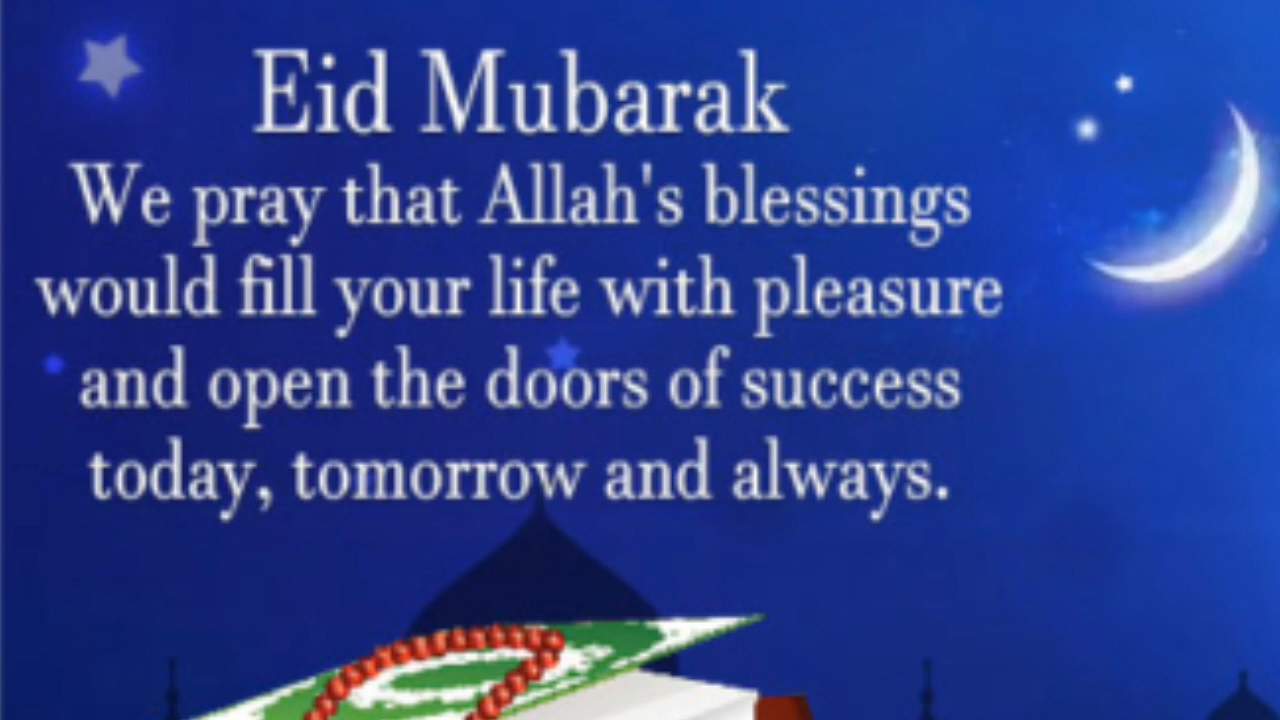 Eid Mubarak
We pray that Allah's blessings
would fill your life with pleasure
and open the doors of success
today, tomorrow and always.